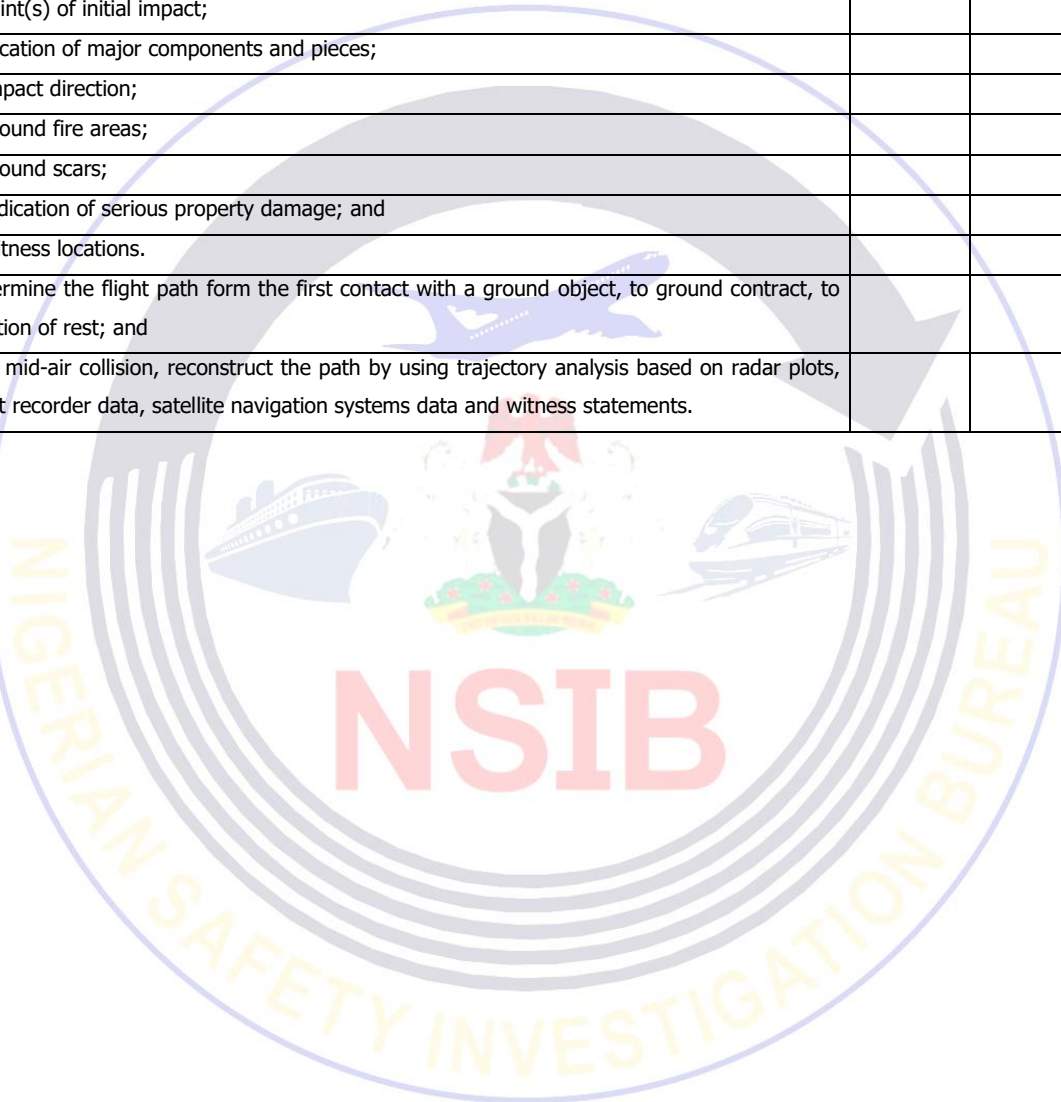 int(s) of initial impact;
cation of major components and pieces;
pact direction;
ound fire areas;
ound scars;
dication of serious property damage; and
tness locations.
ermine the flight path form the first contact with a ground object, to ground contract, to
tion of rest; and
mid-air collision, reconstruct the path by using trajectory analysis based on radar plots,
t recorder data, satellite navigation systems data and witness statements.
NSIB
NIGERIAN SAFETY INVESTIGATION BUREAU